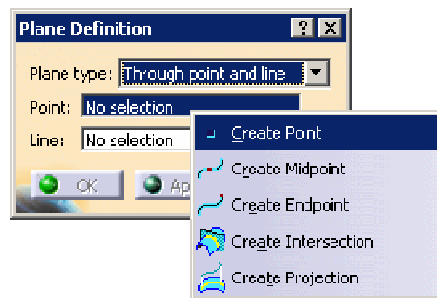 Plane Definition
Plane type: Through point and line
Point: No selection
Line: No selection
OK Ap
Create Point
Create Midpoint
Create Endpoint
Create Intersection
Create Projection